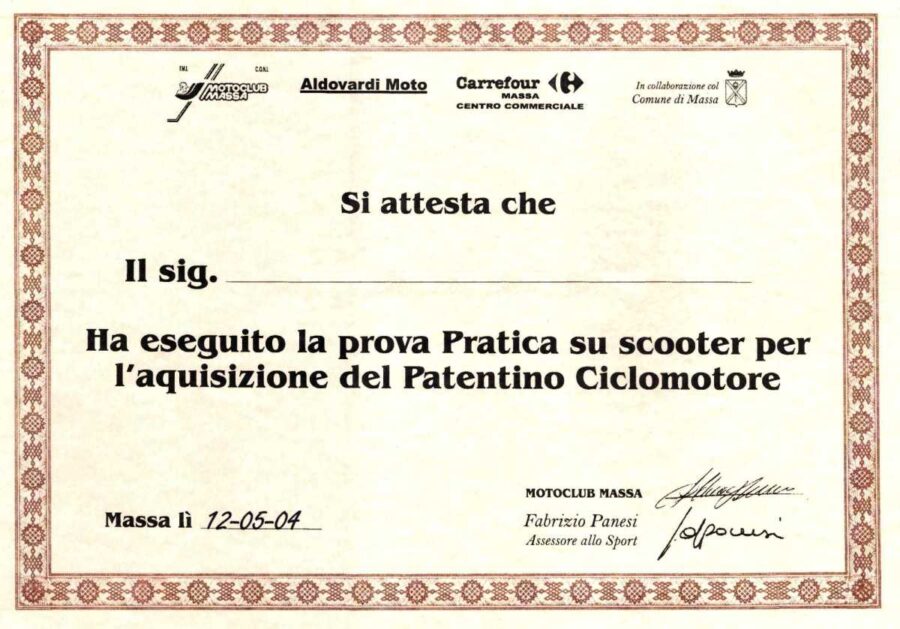 F.M.I. C.O.N.I.
MOTOCLUB
MASSA
Aldovardi Moto
Carrefour
MASSA
CENTRO COMMERCIALE
In collaborazione col
Comune di Massa
Si attesta che
Il sig.
Ha eseguito la prova Pratica su scooter per
l'aquisizione del Patentino Ciclomotore
Massa lì 12-05-04
MOTOCLUB MASSA
Fabrizio Panesi
Assessore allo Sport